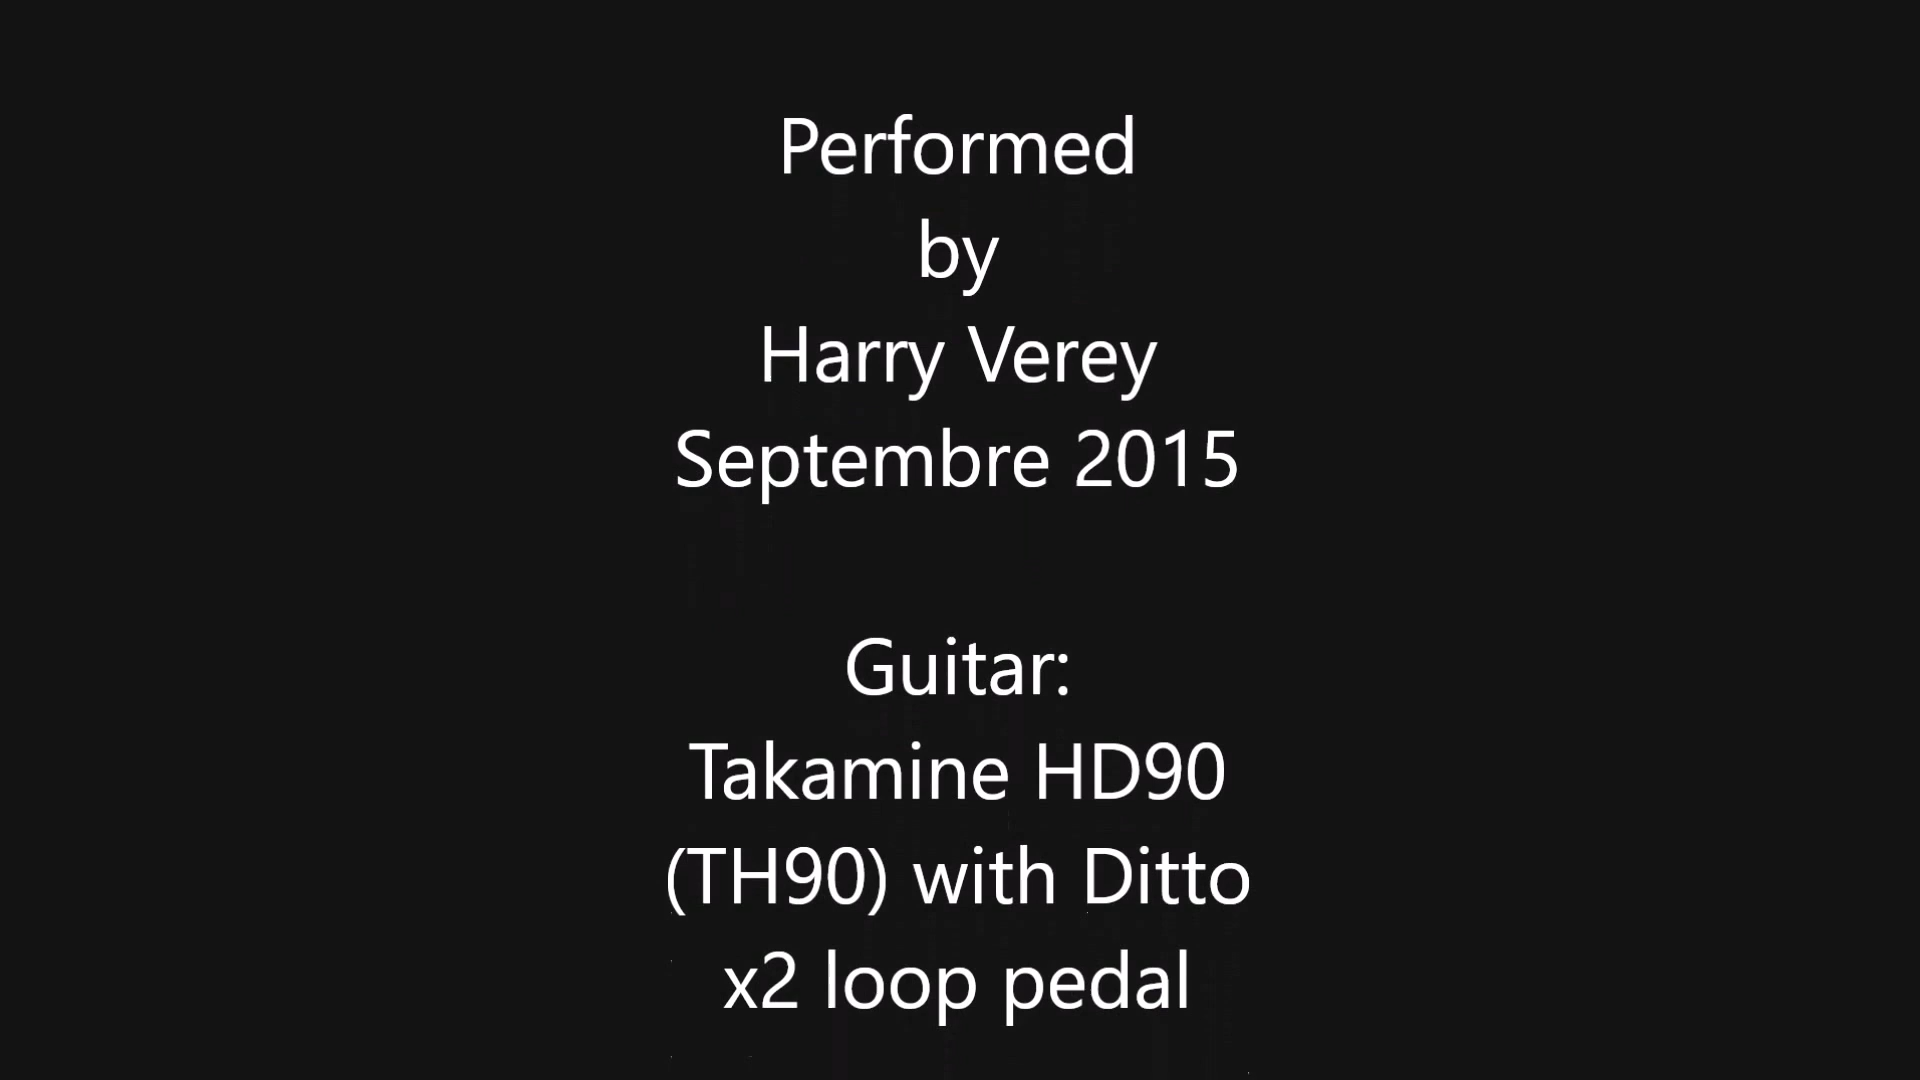 Performed
by
Harry Verey
Septembre 2015
Guitar:
Takamine HD90
(TH90) with Ditto
x2 loop pedal